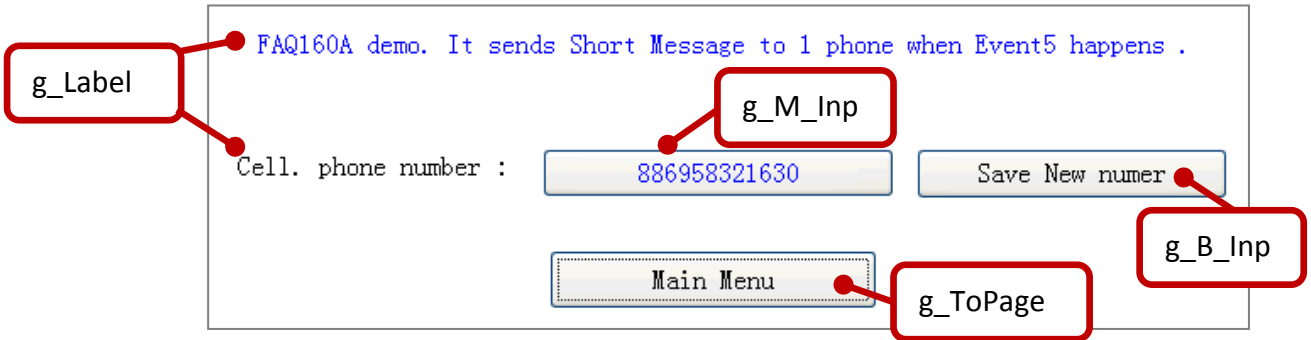 FAQ160A demo. It sends Short Message to 1 phone when Event5 happens .
g_Label
g_M_Inp
Cell. phone number :
886958321630
Save New numer
g_B_Inp
Main Menu
g_ToPage